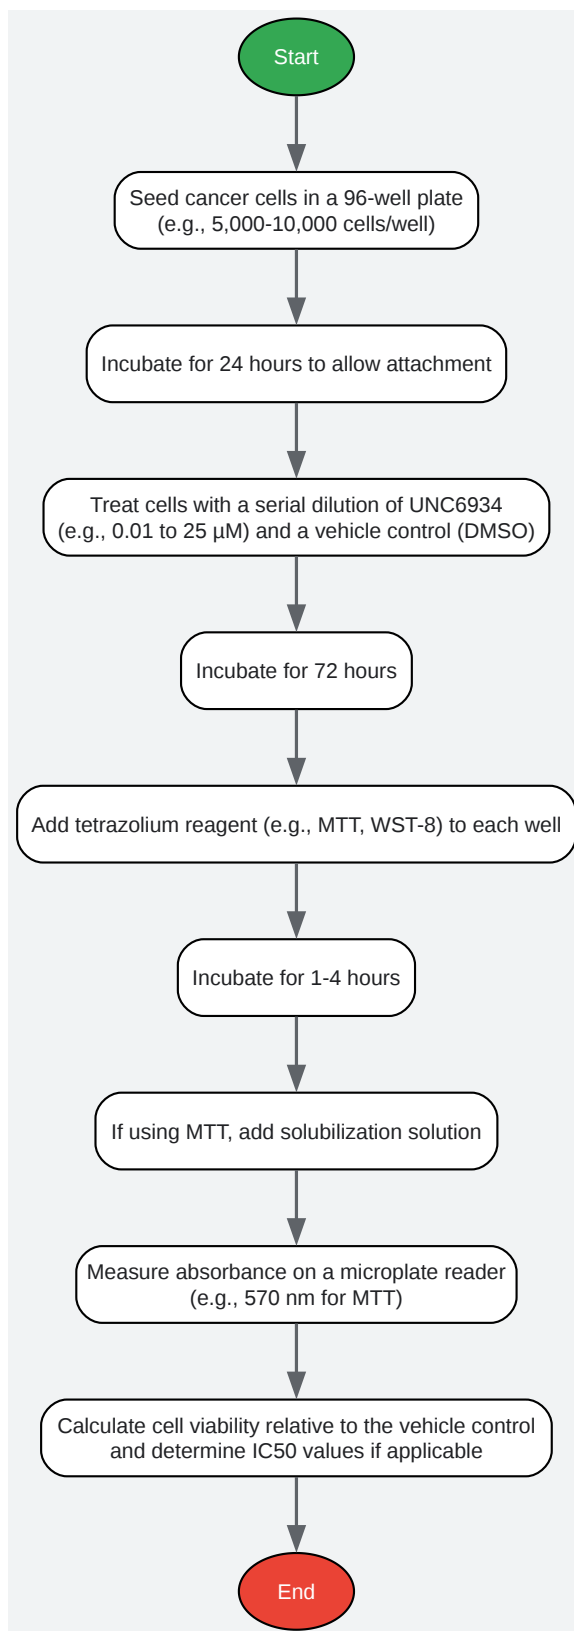 Start
Seed cancer cells in a 96-well plate
(e.g., 5,000-10,000 cells/well)
Incubate for 24 hours to allow attachment
Treat cells with a serial dilution of UNC6934
(e.g., 0.01 to 25 µM) and a vehicle control (DMSO)
Incubate for 72 hours
Add tetrazolium reagent (e.g., MTT, WST-8) to each well
Incubate for 1-4 hours
If using MTT, add solubilization solution
Measure absorbance on a microplate reader
(e.g., 570 nm for MTT)
Calculate cell viability relative to the vehicle control
and determine IC50 values if applicable
End